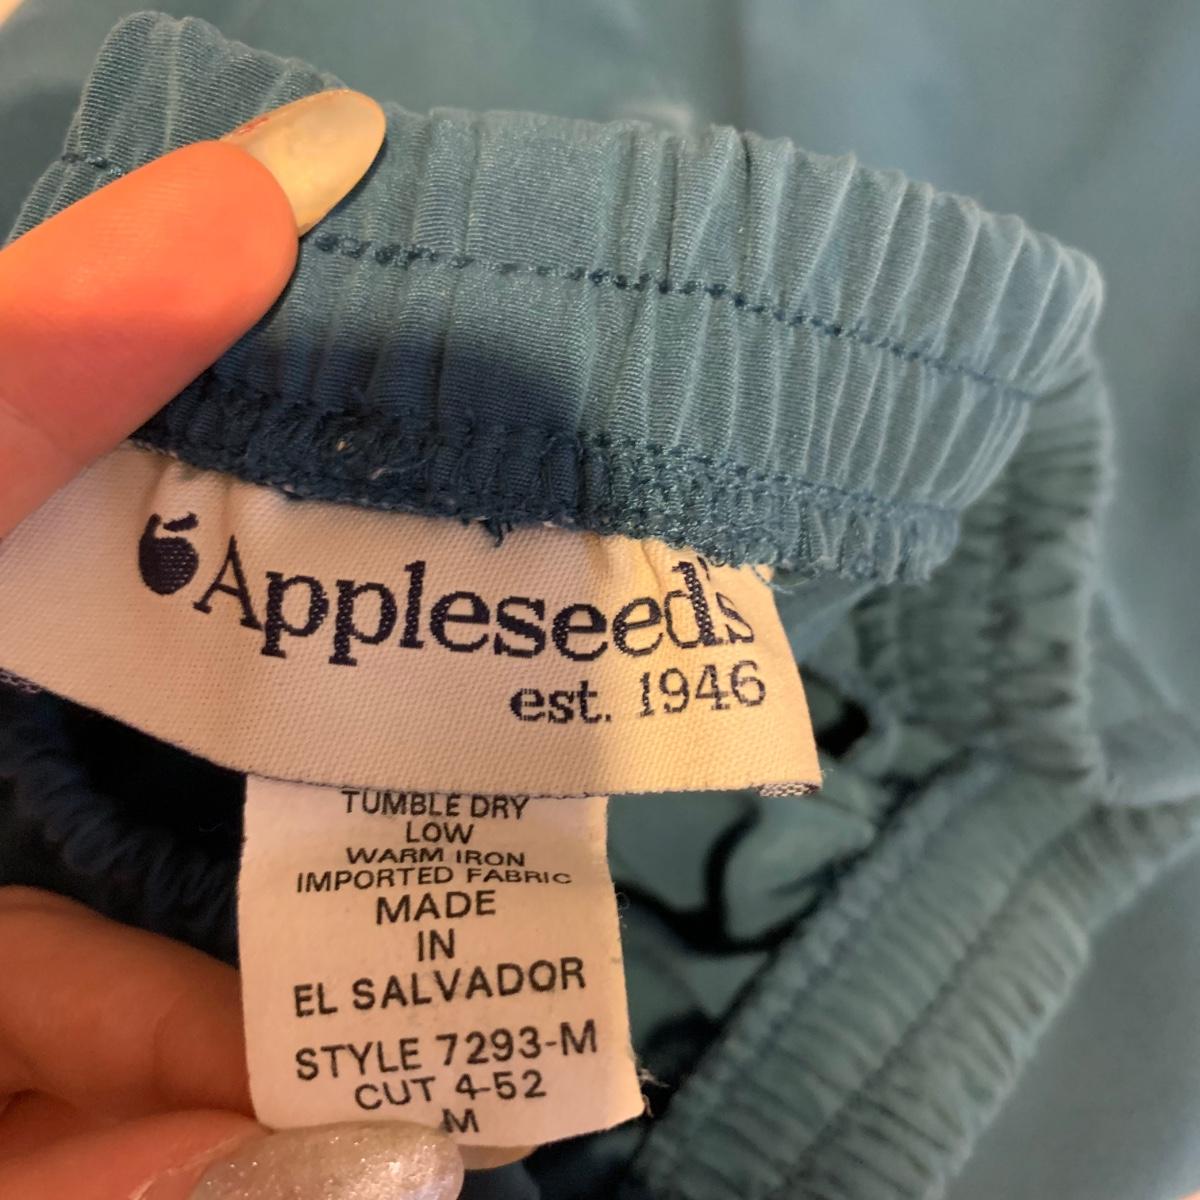 Appleseed's
est. 1946
TUMBLE DRY
LOW
WARM IRON
IMPORTED FABRIC
MADE
IN
EL SALVADOR
STYLE 7293-M
CUT 4-52
M